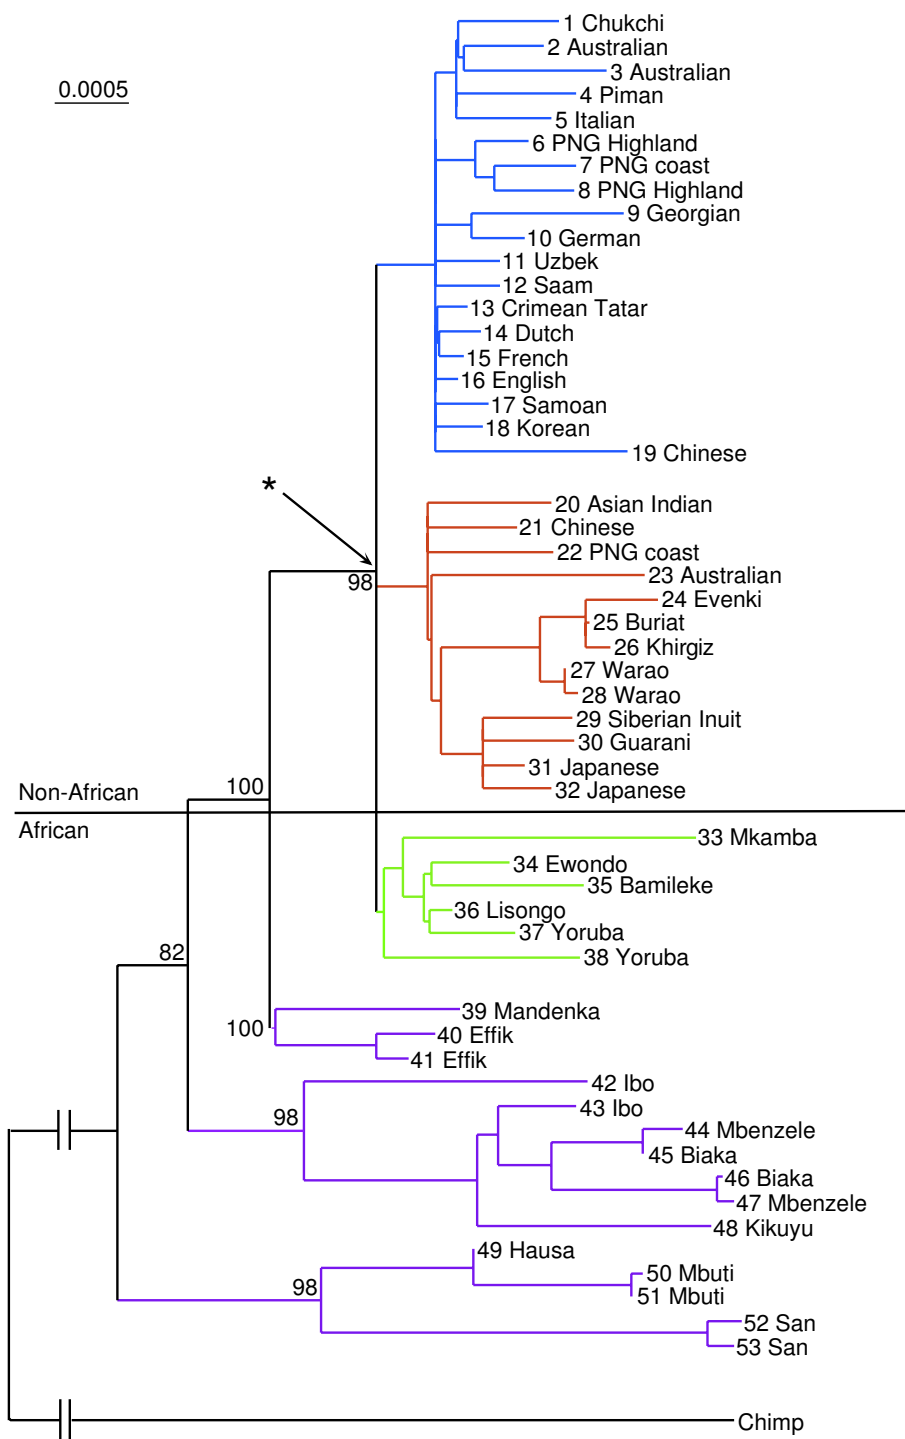 1 Chukchi
2 Australian
3 Australian
0.0005
4 Piman
5 Italian
6 PNG Highland
7 PNG coast
8 PNG Highland
9 Georgian
10 German
11 Uzbek
12 Saam
13 Crimean Tatar
14 Dutch
15 French
16 English
17 Samoan
18 Korean
19 Chinese
*
20 Asian Indian
21 Chinese
22 PNG coast
98
23 Australian
24 Evenki
25 Buriat
26 Khirgiz
27 Warao
28 Warao
29 Siberian Inuit
30 Guarani
31 Japanese
32 Japanese
100
Non-African
African
33 Mkamba
34 Ewondo
35 Bamileke
36 Lisongo
37 Yoruba
82
38 Yoruba
39 Mandenka
100
40 Effik
41 Effik
42 Ibo
43 Ibo
98
44 Mbenzele
45 Biaka
46 Biaka
47 Mbenzele
48 Kikuyu
49 Hausa
50 Mbuti
98
51 Mbuti
52 San
53 San
Chimp